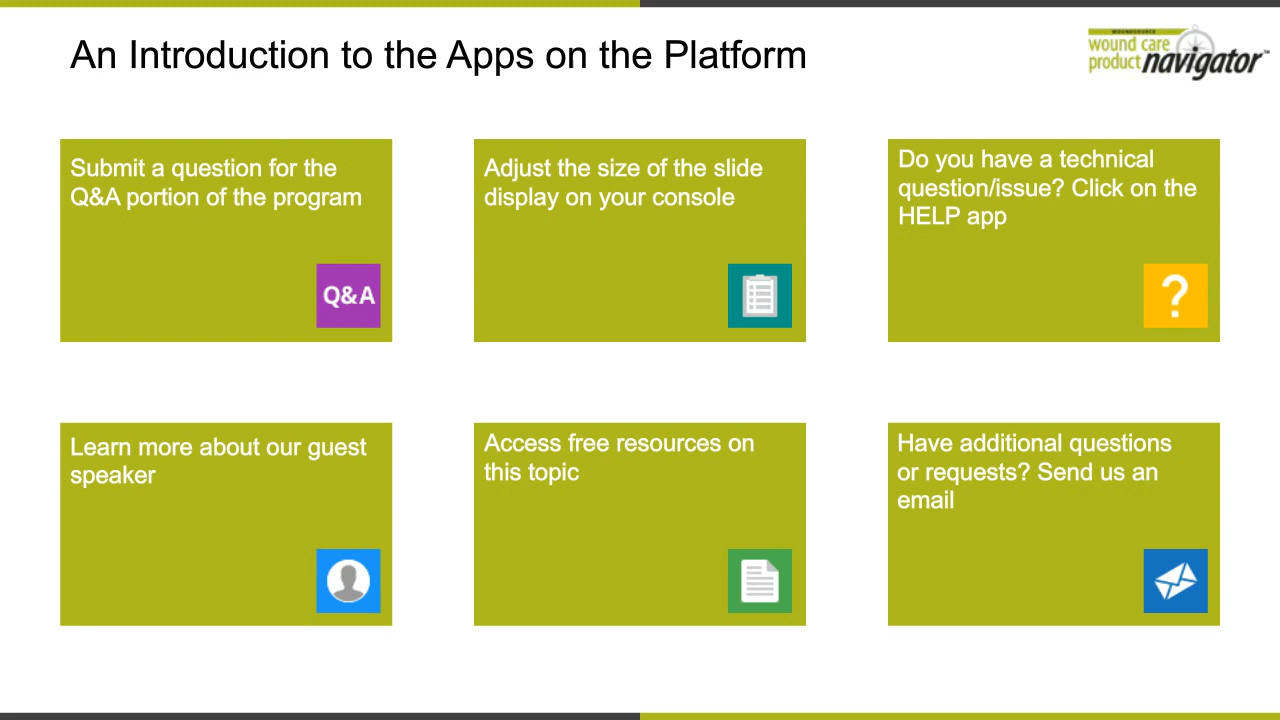 An Introduction to the Apps on the Platform
WOUNDSOURCE
wound care
product navigator™
Submit a question for the
Q&A portion of the program
Q&A
Adjust the size of the slide
display on your console
Do you have a technical
question/issue? Click on the
HELP app
?
Learn more about our guest
speaker
Access free resources on
this topic
Have additional questions
or requests? Send us an
email